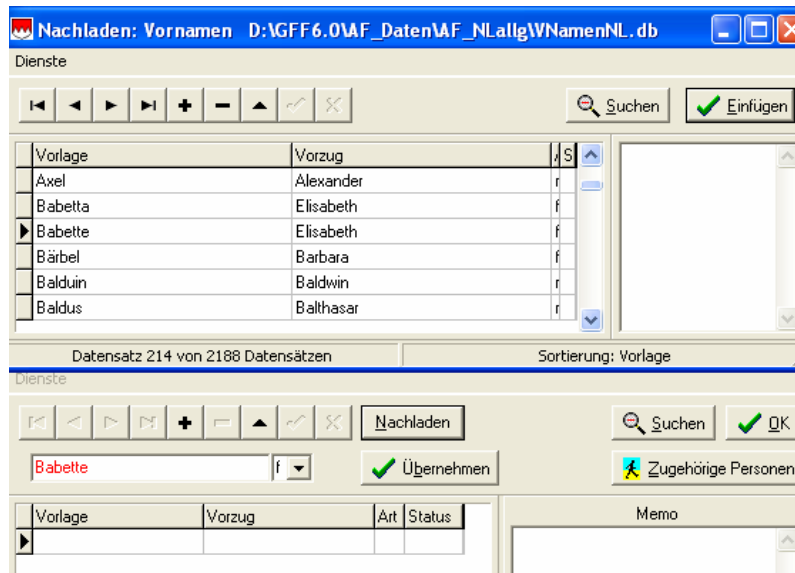 Nachladen: Vornamen D:\GFF6.0\AF_Daten\AF_NLallg\VNamenNL.db
Dienste
Suchen Einfügen
Vorlage Vorzug S
Axel Alexander
Babetta Elisabeth f
Babette Elisabeth f
Bärbel Barbara f
Balduin Baldwin
Baldus Balthasar
Datensatz 214 von 2188 Datensätzen Sortierung: Vorlage
Dienste
Nachladen Suchen OK
Babette f Übernehmen Zugehörige Personen
Vorlage Vorzug Art Status Memo